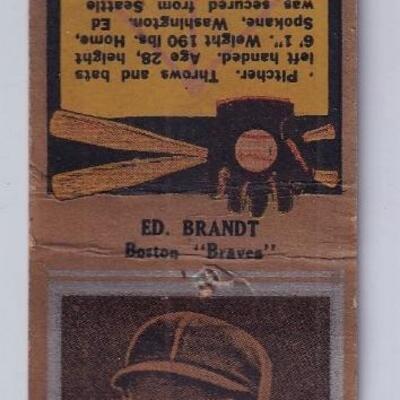 • Pitcher. Throws and bats
left handed. Age 28, height
6' 1". Weight 190 lbs. Home,
Spokane, Washington. Ed
was secured from Seattle
ED. BRANDT
Boston "Braves"